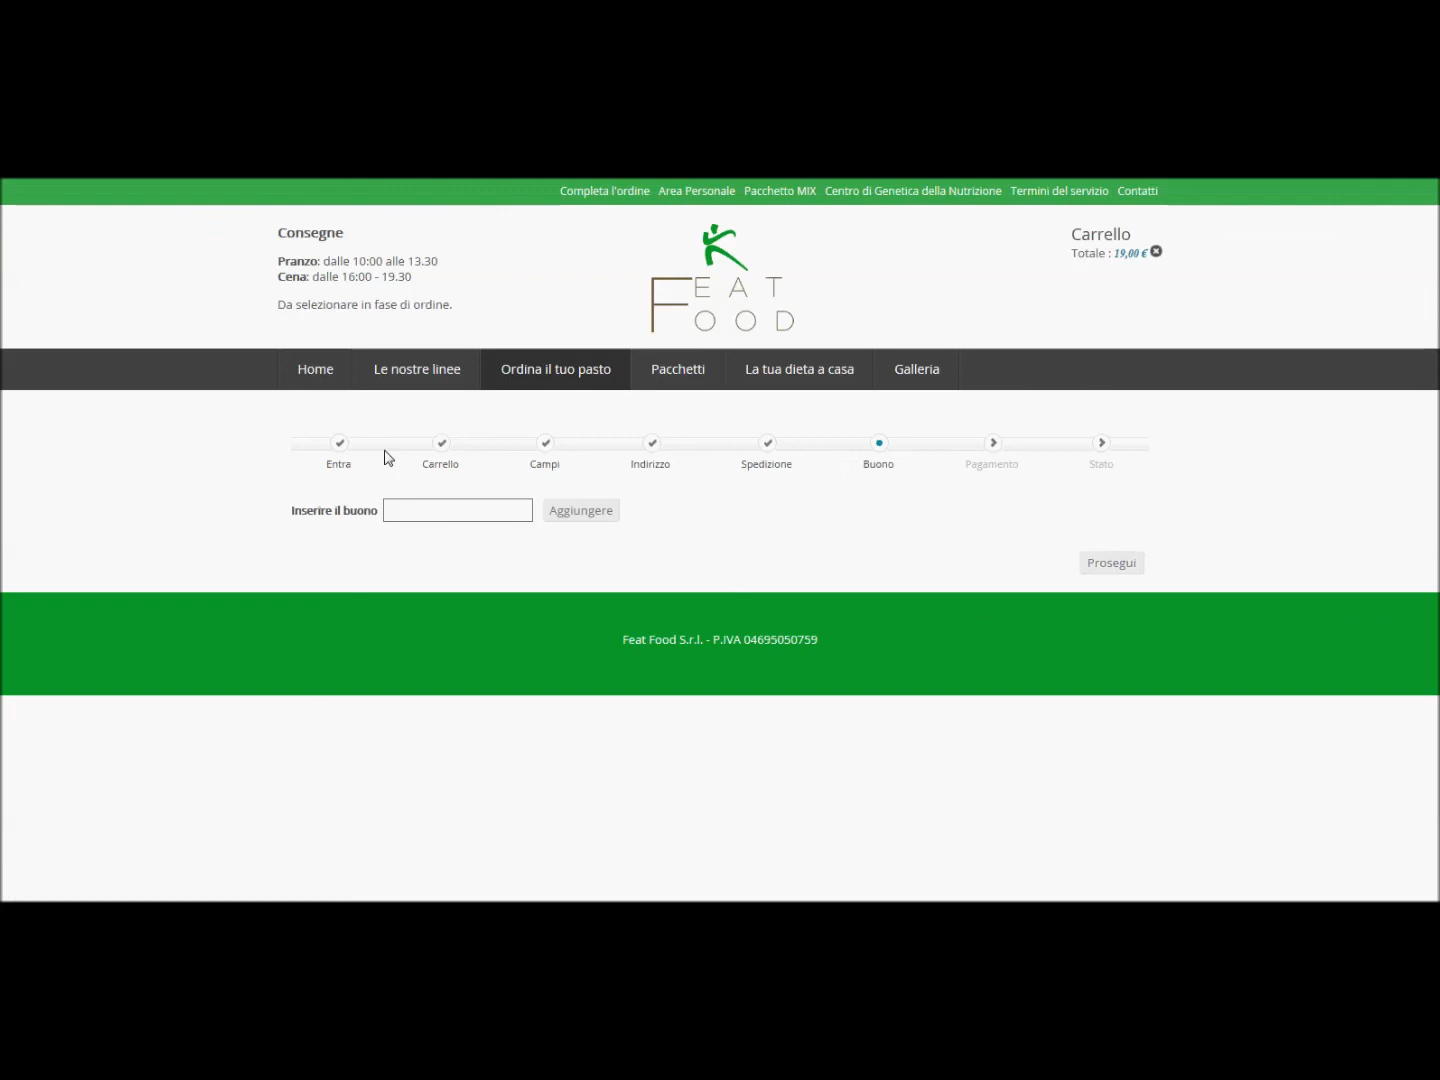 Completa l'ordine Area Personale Pacchetto MIX Centro di Genetica della Nutrizione Termini del servizio Contatti
Consegne
Pranzo: dalle 10:00 alle 13.30
Cena: dalle 16:00 - 19.30
Da selezionare in fase di ordine.
FEAT
FOOD
Carrello
Totale : 19,00 €
Home Le nostre linee Ordina il tuo pasto Pacchetti La tua dieta a casa Galleria
Entra Carrello Campi Indirizzo Spedizione Buono Pagamento Stato
Inserire il buono Aggiungere
Prosegui
Feat Food S.r.l. - P.IVA 04695050759